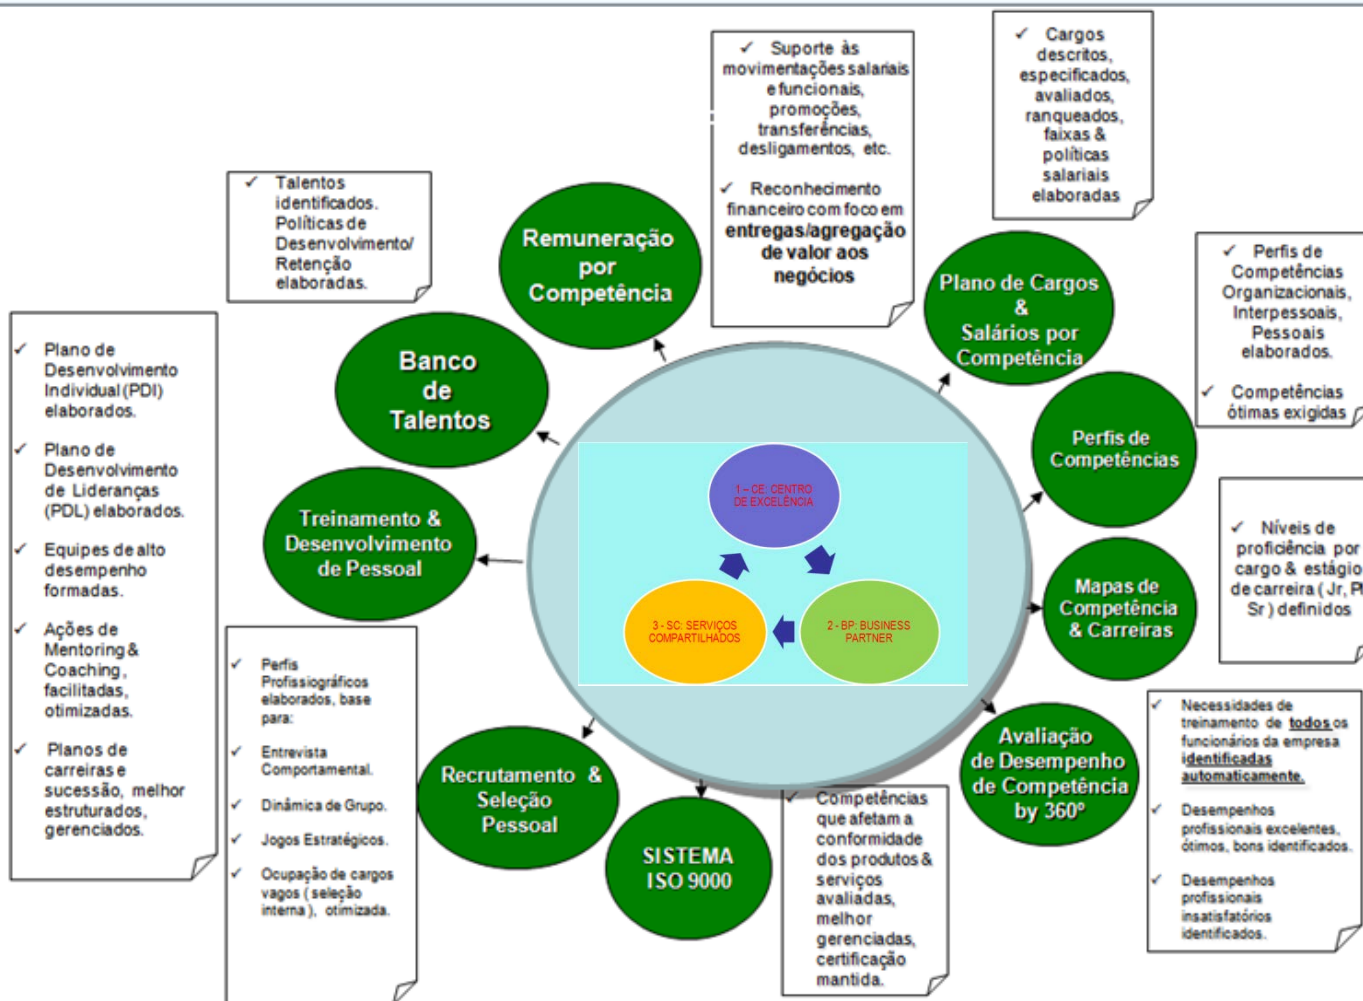 ✓ Suporte às
movimentações salariais
e funcionais,
promoções,
transferências,
desligamentos, etc.
✓ Reconhecimento
financeiro com foco em
entregas/agregação
de valor aos
negócios
✓ Cargos
descritos,
especificados,
avaliados,
ranqueados,
faixas &
políticas
salariais
elaboradas
✓ Talentos
identificados.
Políticas de
Desenvolvimento/
Retenção
elaboradas.
Remuneração
por
Competência
Plano de Cargos
&
Salários por
Competência
✓ Perfis de
Competências
Organizacionais,
Interpessoais,
Pessoais
elaborados.
✓ Competências
ótimas exigidas
✓ Plano de
Desenvolvimento
Individual (PDI)
elaborados.
✓ Plano de
Desenvolvimento
de Lideranças
(PDL) elaborados.
✓ Equipes de alto
desempenho
formadas.
✓ Ações de
Mentoring &
Coaching,
facilitadas,
otimizadas.
✓ Planos de
carreiras e
sucessão, melhor
estruturados,
gerenciados.
Banco
de
Talentos
Perfis de
Competências
1 – CE: CENTRO
DE EXCELÊNCIA
3 - SC: SERVIÇOS
COMPARTILHADOS
2 - BP: BUSINESS
PARTNER
Treinamento &
Desenvolvimento
de Pessoal
Mapas de
Competência
& Carreiras
✓ Níveis de
proficiência por
cargo & estágio
de carreira ( Jr,
Sr ) definidos
✓ Perfis
Profissiográficos
elaborados, base
para:
✓ Entrevista
Comportamental.
✓ Dinâmica de Grupo.
✓ Jogos Estratégicos.
✓ Ocupação de cargos
vagos ( seleção
interna ), otimizada.
Recrutamento &
Seleção
Pessoal
SISTEMA
ISO 9000
✓ Competências
que afetam a
conformidade
dos produtos &
serviços
avaliadas,
melhor
gerenciadas,
certificação
mantida.
Avaliação
de Desempenho
de Competência
by 360º
✓ Necessidades de
treinamento de todos os
funcionários da empresa
identificadas
automaticamente.
✓ Desempenhos
profissionais excelentes,
ótimos, bons identificados.
✓ Desempenhos
profissionais
insatisfatórios
identificados.